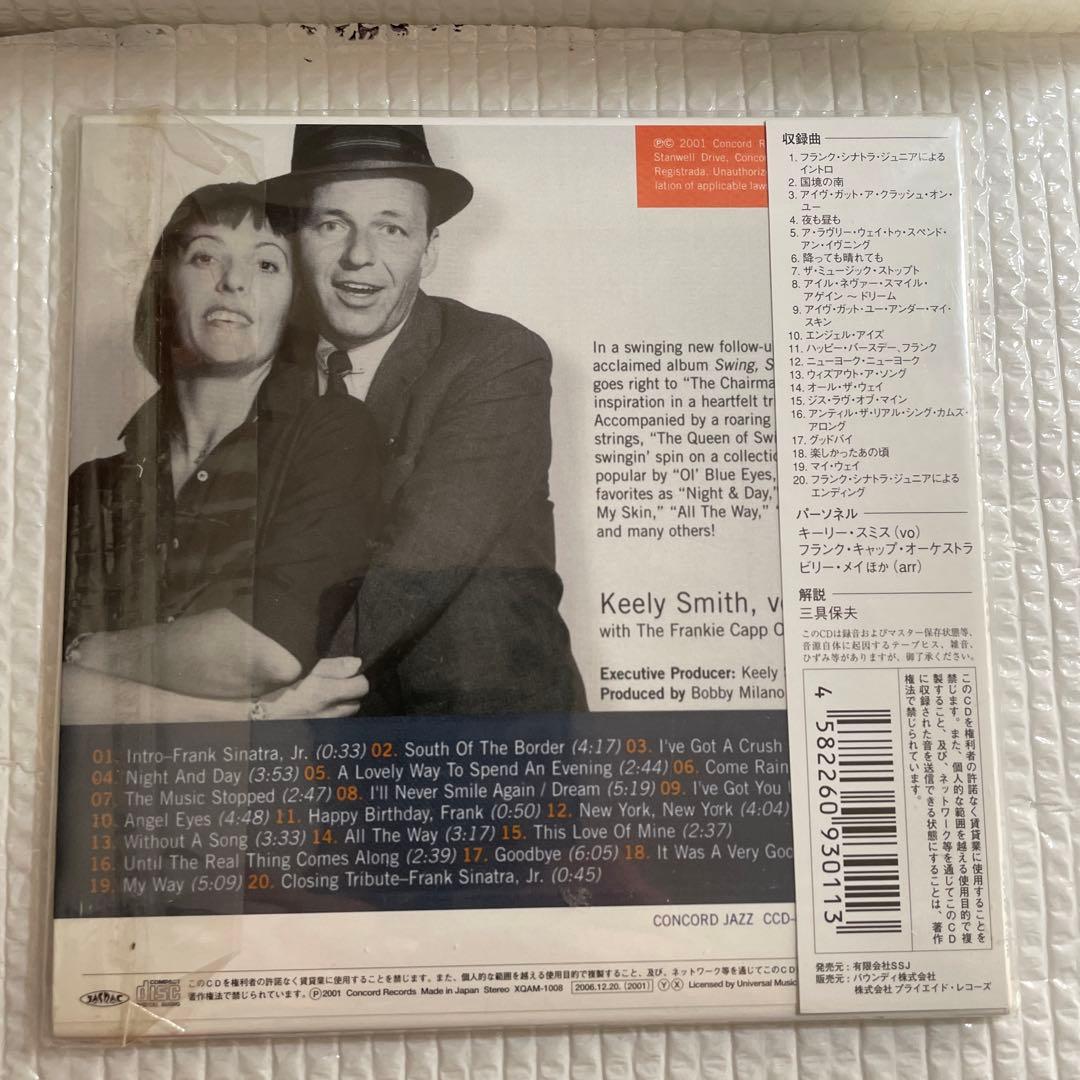 ℗© 2001 Concord R
Stanwell Drive, Conco
Registrada. Unauthoriz
lation of applicable law
In a swinging new follow-u
acclaimed album Swing, S
goes right to “The Chairma
inspiration in a heartfelt tr
Accompanied by a roaring
strings, “The Queen of Swi
swingin’ spin on a collecti
popular by “Ol’ Blue Eyes,
favorites as “Night & Day,”
My Skin,” “All The Way,” “
and many others!
Keely Smith, v
with The Frankie Capp O
Executive Producer: Keely
Produced by Bobby Milano
01. Intro–Frank Sinatra, Jr. (0:33) 02. South Of The Border (4:17) 03. I've Got A Crush
04. Night And Day (3:53) 05. A Lovely Way To Spend An Evening (2:44) 06. Come Rain
07. The Music Stopped (2:47) 08. I'll Never Smile Again / Dream (5:19) 09. I've Got You
10. Angel Eyes (4:48) 11. Happy Birthday, Frank (0:50) 12. New York, New York (4:04)
13. Without A Song (3:33) 14. All The Way (3:17) 15. This Love Of Mine (2:37)
16. Until The Real Thing Comes Along (2:39) 17. Goodbye (6:05) 18. It Was A Very Goo
19. My Way (5:09) 20. Closing Tribute–Frank Sinatra, Jr. (0:45)
CONCORD JAZZ CCD-
JASRAC
COMPACT
disc
DIGITAL AUDIO
このCDを権利者の許諾なく賃貸業に使用することを禁じます。また、個人的な範囲を越える使用目的で複製すること、及び、ネットワーク等を通じてこのCD
著作権法で禁じられています。 ℗2001 Concord Records Made in Japan Stereo XQAM-1008 2006.12.20. (2001) Ⓨ Ⓧ Licensed by Universal Music
収録曲
1. フランク・シナトラ・ジュニアによる
イントロ
2. 国境の南
3. アイヴ・ガット・ア・クラッシュ・オン・
ユー
4. 夜も昼も
5. ア・ラヴリー・ウェイ・トゥ・スペンド・
アン・イヴニング
6. 降っても晴れても
7. ザ・ミュージック・ストップト
8. アイル・ネヴァー・スマイル・
アゲイン ～ ドリーム
9. アイヴ・ガット・ユー・アンダー・マイ・
スキン
10. エンジェル・アイズ
11. ハッピー・バースデー、フランク
12. ニューヨーク・ニューヨーク
13. ウィズアウト・ア・ソング
14. オール・ザ・ウェイ
15. ジス・ラヴ・オブ・マイン
16. アンティル・ザ・リアル・シング・カムズ・
アロング
17. グッドバイ
18. 楽しかったあの頃
19. マイ・ウェイ
20. フランク・シナトラ・ジュニアによる
エンディング
パーソネル
キーリー・スミス (vo)
フランク・キャップ・オーケストラ
ビリー・メイほか (arr)
解説
三具保夫
このCDは録音およびマスター保存状態等、
音源自体に起因するテープヒス、雑音、
ひずみ等がありますが、御了承ください。
このCDを権利者の許諾なく賃貸業に使用することを
禁じます。また、個人的な範囲を越える使用目的で複
製すること、及び、ネットワーク等を通じてこのCD
に収録された音を送信できる状態にすることは、著作
権法で禁じられています。
4 582260 930113
発売元：有限会社SSJ
販売元：バウンディ株式会社
株式会社 プライエイド・レコーズ